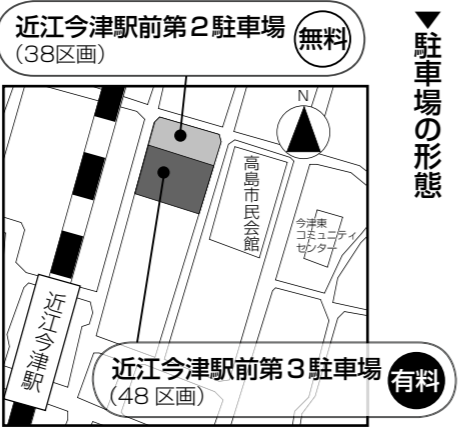 ▼駐車場の形態
近江今津駅前第2駐車場
(38区画)
無料
N
高島市民会館
今津東
コミュニティ
センター
近江今津駅
近江今津駅前第3駐車場
(48区画)
有料